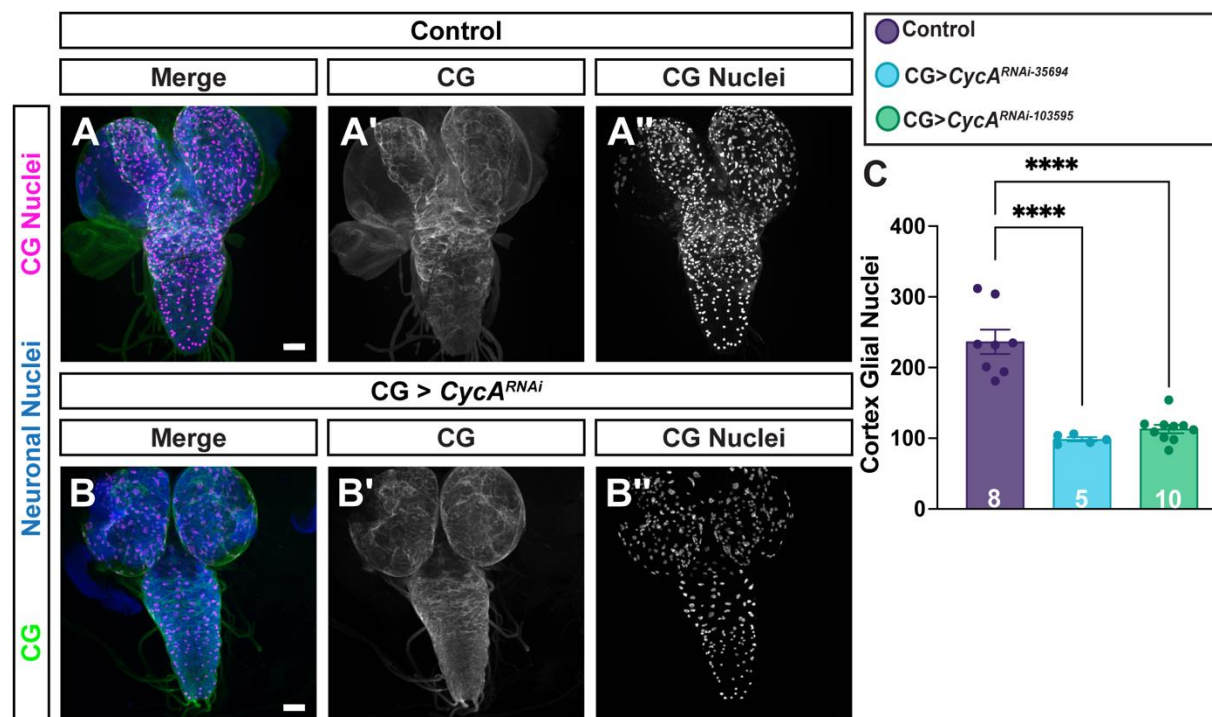 Control
Merge
CG
CG Nuclei
CG Nuclei
Neuronal Nuclei
CG
A
A'
A"
CG > CycA^RNAi
Merge
CG
CG Nuclei
B
B'
B"
Control
CG>CycA^RNAi-35694
CG>CycA^RNAi-103595
C
****
****
Cortex Glial Nuclei
400
300
200
100
0
8
5
10